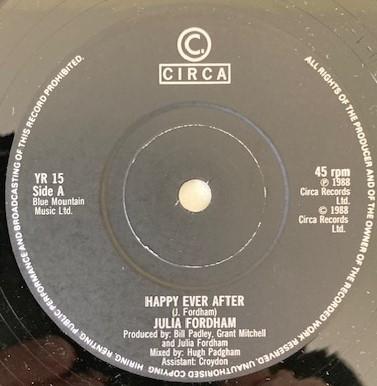 C.
CIRCA
ALL RIGHTS OF THE PRODUCER AND OF THE OWNER OF THE RECORDED WORK RESERVED. UNAUTHORISED COPYING, HIRING, RENTING, PUBLIC PERFORMANCE AND BROADCASTING OF THIS RECORD PROHIBITED.
YR 15
Side A
Blue Mountain
Music Ltd.
45 rpm
℗ 1988
Circa Records
Ltd.
© 1988
Circa Records
Ltd.
HAPPY EVER AFTER
(J. Fordham)
JULIA FORDHAM
Produced by: Bill Padley, Grant Mitchell
and Julia Fordham
Mixed by: Hugh Padgham
Assistant: Croydon